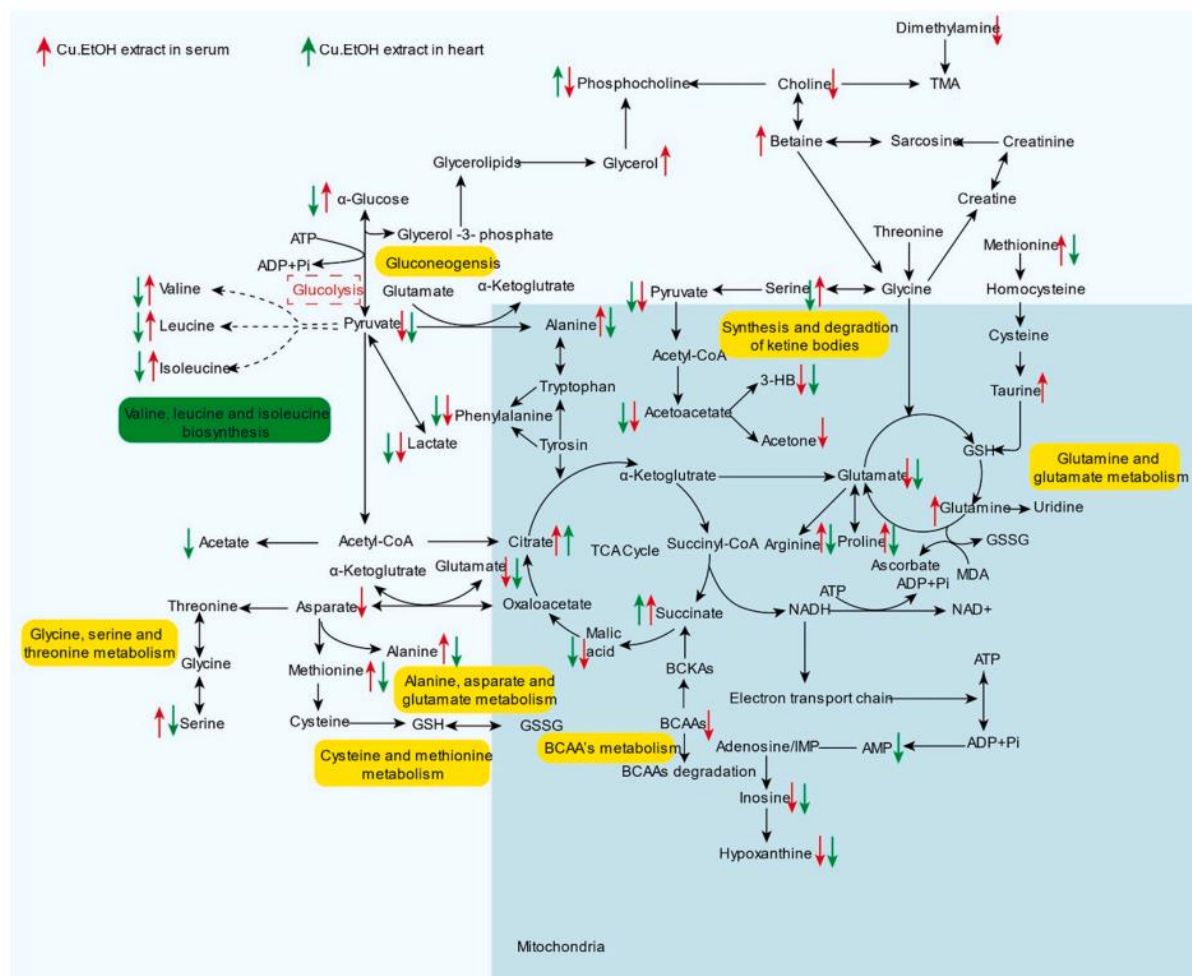 Cu.EtOH extract in serum
Cu.EtOH extract in heart
Dimethylamine
Phosphocholine
Choline
TMA
Betaine
Sarcosine
Creatinine
Glycerolipids
Glycerol
α-Glucose
Creatine
ATP
Glycerol -3- phosphate
Threonine
Methionine
ADP+Pi
Gluconeogensis
Glucolysis
Glutamate
α-Ketoglutrate
Valine
Pyruvate
Serine
Glycine
Homocysteine
Leucine
Pyruvate
Alanine
Synthesis and degradtion
of ketine bodies
Cysteine
Isoleucine
Acetyl-CoA
Tryptophan
3-HB
Taurine
Valine, leucine and isoleucine
biosynthesis
Phenylalanine
Acetoacetate
Lactate
Tyrosin
Acetone
GSH
Glutamine and
glutamate metabolism
α-Ketoglutrate
Glutamate
Glutamine
Uridine
Acetate
Acetyl-CoA
Citrate
TCA Cycle
Succinyl-CoA
Arginine
Proline
GSSG
α-Ketoglutrate
Glutamate
Ascorbate
ADP+Pi
MDA
Threonine
Asparate
Oxaloacetate
Succinate
ATP
NADH
NAD+
Glycine, serine and
threonine metabolism
Malic
acid
Glycine
Methionine
Alanine
BCKAs
ATP
Alanine, asparate and
glutamate metabolism
Electron transport chain
Serine
Cysteine
GSH
GSSG
BCAAs
BCAA's metabolism
Adenosine/IMP
AMP
ADP+Pi
Cysteine and methionine
metabolism
BCAAs degradation
Inosine
Hypoxanthine
Mitochondria